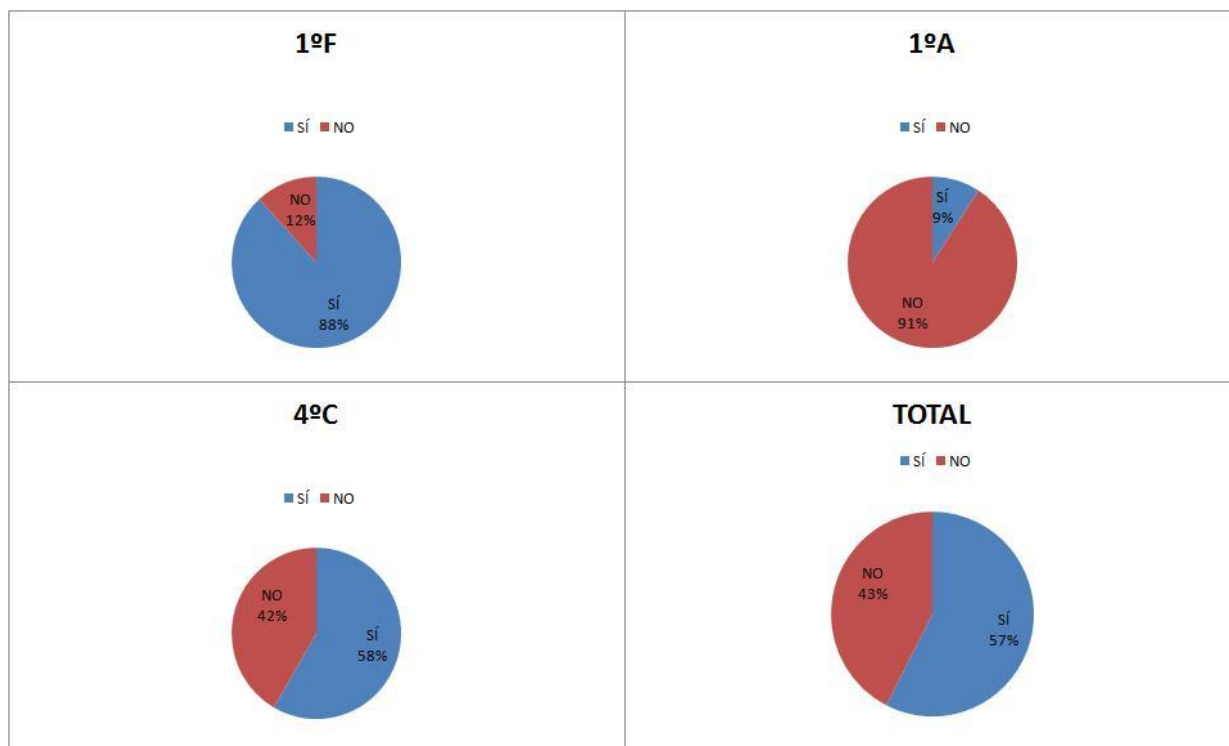 1ºF
SÍ NO
NO
12%
SÍ
88%
1ºA
SÍ NO
SÍ
9%
NO
91%
4ºC
SÍ NO
NO
42%
SÍ
58%
TOTAL
SÍ NO
NO
43%
SÍ
57%